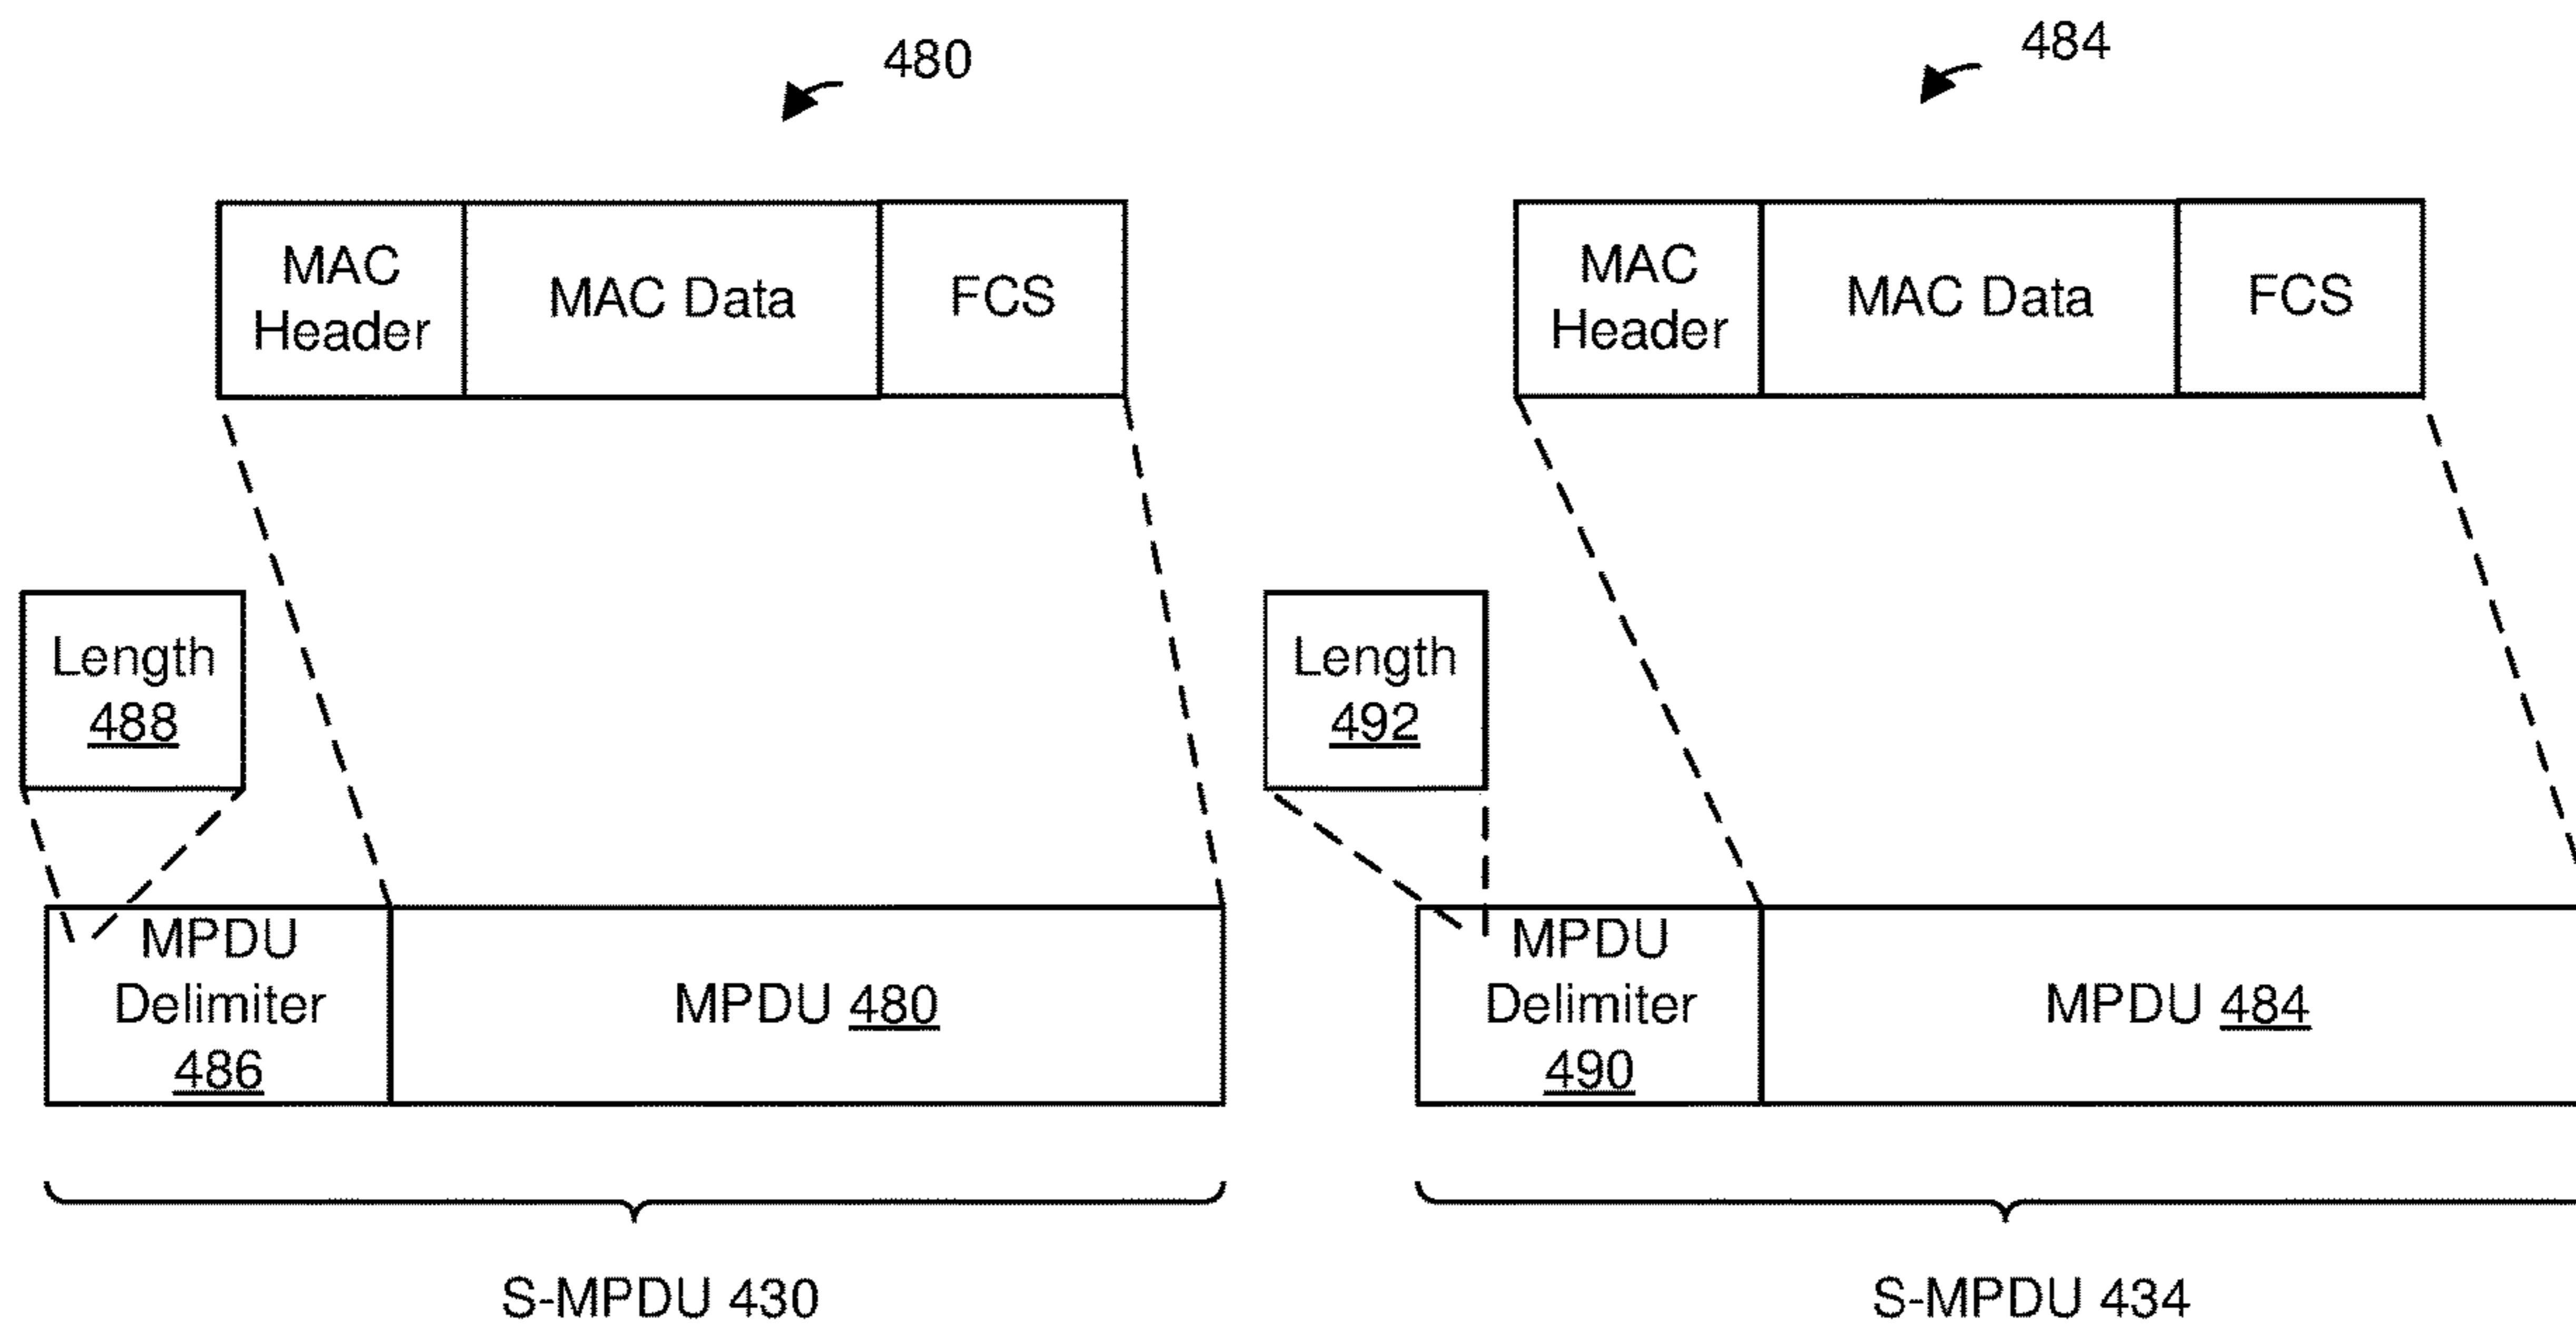 480
484
MAC
Header
MAC Data
FCS
MAC
Header
MAC Data
FCS
Length
488
Length
492
MPDU
Delimiter
486
MPDU 480
MPDU
Delimiter
490
MPDU 484
S-MPDU 430
S-MPDU 434